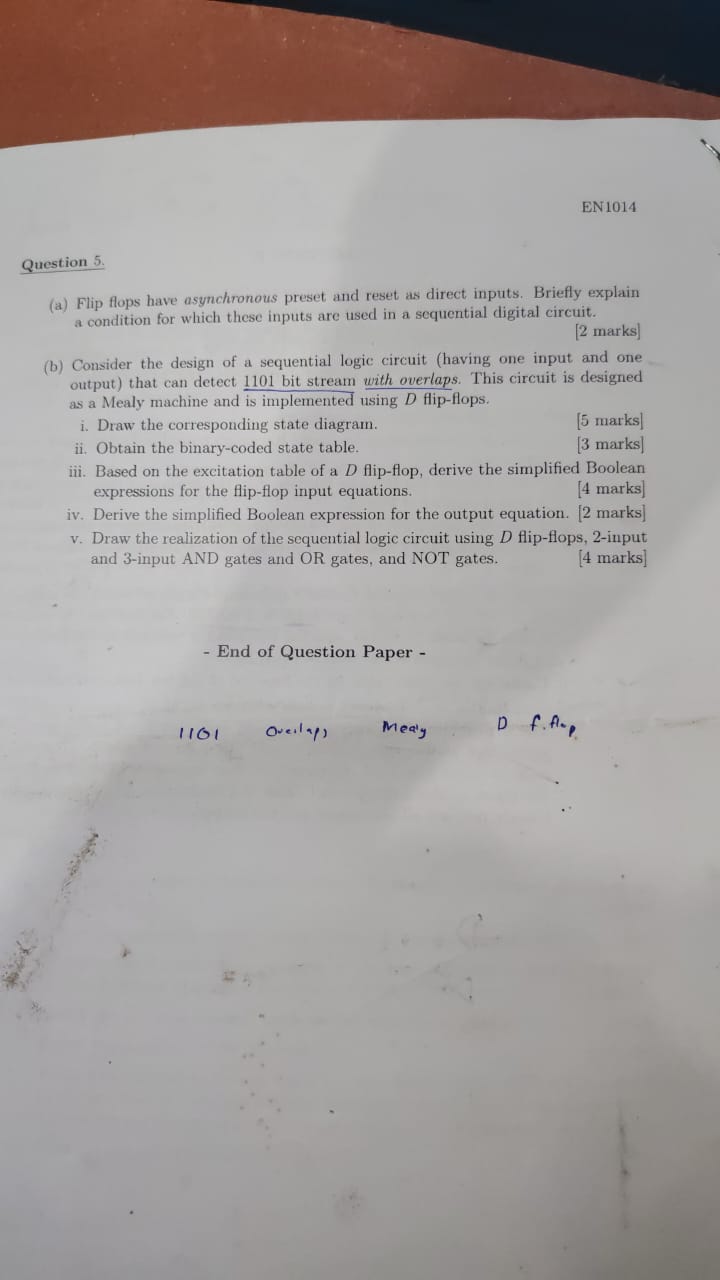 EN1014
Question 5.
(a) Flip flops have asynchronous preset and reset as direct inputs. Briefly explain
a condition for which these inputs are used in a sequential digital circuit.
[2 marks]
(b) Consider the design of a sequential logic circuit (having one input and one
output) that can detect 1101 bit stream with overlaps. This circuit is designed
as a Mealy machine and is implemented using D flip-flops.
i. Draw the corresponding state diagram. [5 marks]
ii. Obtain the binary-coded state table. [3 marks]
iii. Based on the excitation table of a D flip-flop, derive the simplified Boolean
expressions for the flip-flop input equations. [4 marks]
iv. Derive the simplified Boolean expression for the output equation. [2 marks]
v. Draw the realization of the sequential logic circuit using D flip-flops, 2-input
and 3-input AND gates and OR gates, and NOT gates. [4 marks]
- End of Question Paper -
1101 Overlaps Mealy D f.flop